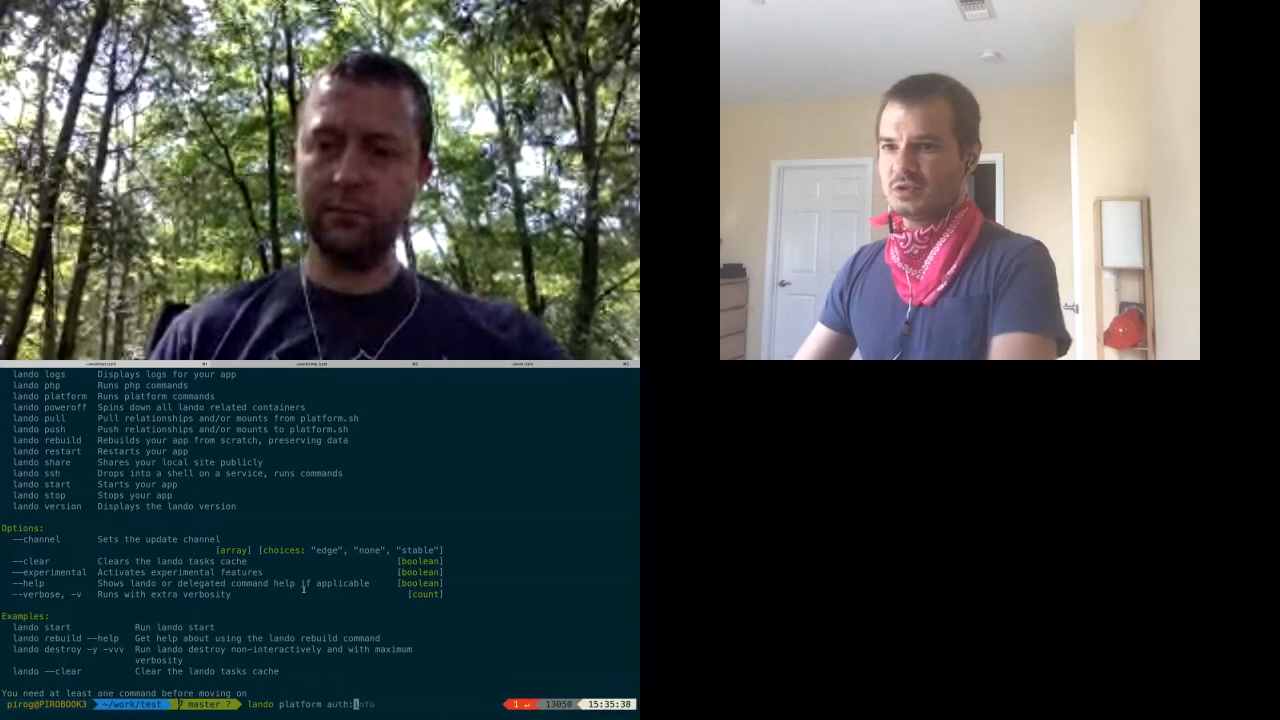 lando logs Displays logs for your app
lando php Runs php commands
lando platform Runs platform commands
lando poweroff Spins down all lando related containers
lando pull Pull relationships and/or mounts from platform.sh
lando push Push relationships and/or mounts to platform.sh
lando rebuild Rebuilds your app from scratch, preserving data
lando restart Restarts your app
lando share Shares your local site publicly
lando ssh Drops into a shell on a service, runs commands
lando start Starts your app
lando stop Stops your app
lando version Displays the lando version
Options:
--channel Sets the update channel
[array] [choices: "edge", "none", "stable"]
--clear Clears the lando tasks cache [boolean]
--experimental Activates experimental features [boolean]
--help Shows lando or delegated command help if applicable [boolean]
--verbose, -v Runs with extra verbosity [count]
Examples:
lando start Run lando start
lando rebuild --help Get help about using the lando rebuild command
lando destroy -y -vvv Run lando destroy non-interactively and with maximum
verbosity
lando --clear Clear the lando tasks cache
You need at least one command before moving on
pirog@PIROBOOK3 ~/work/test master ? lando platform auth:info 1 ↵ 13050 15:35:38